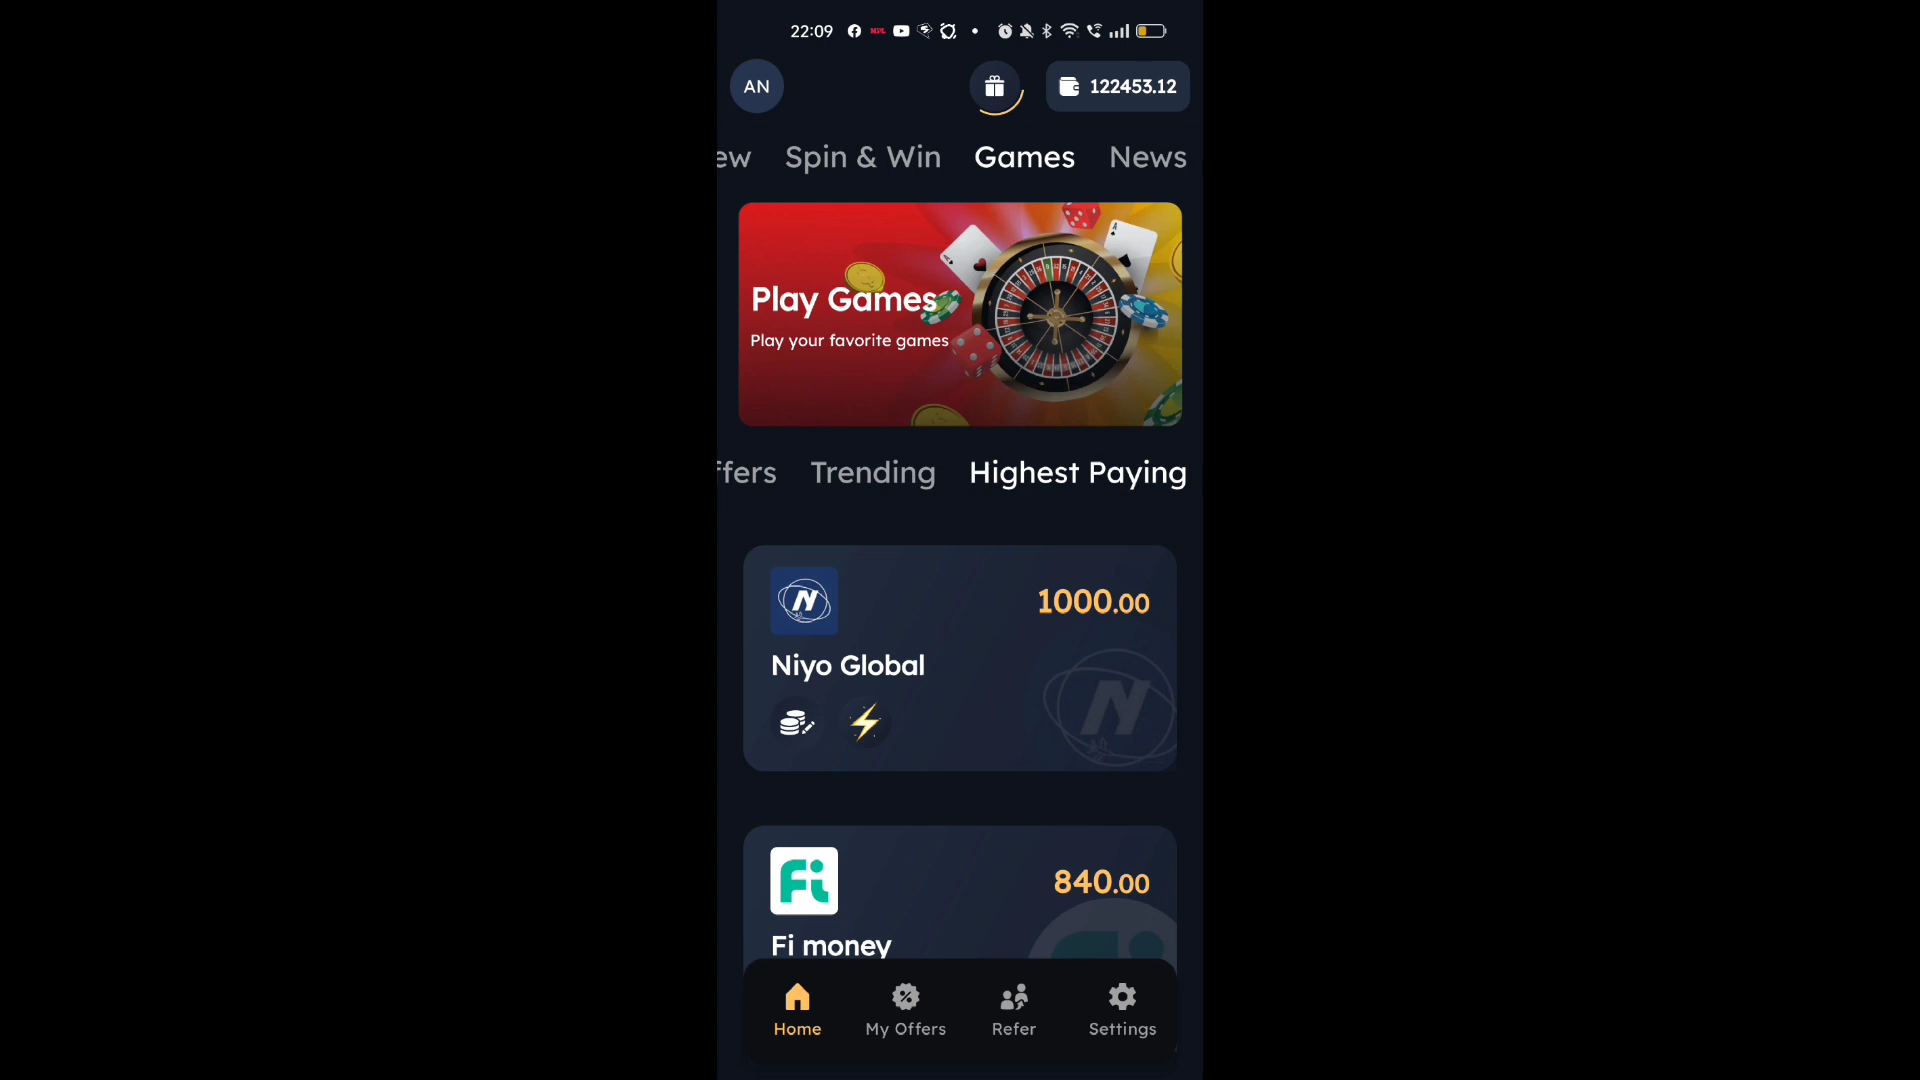 22:09
AN
122453.12
ew Spin & Win Games News
Play Games
Play your favorite games
ffers Trending Highest Paying
1000.00
Niyo Global
Fi
840.00
Fi money
Home My Offers Refer Settings